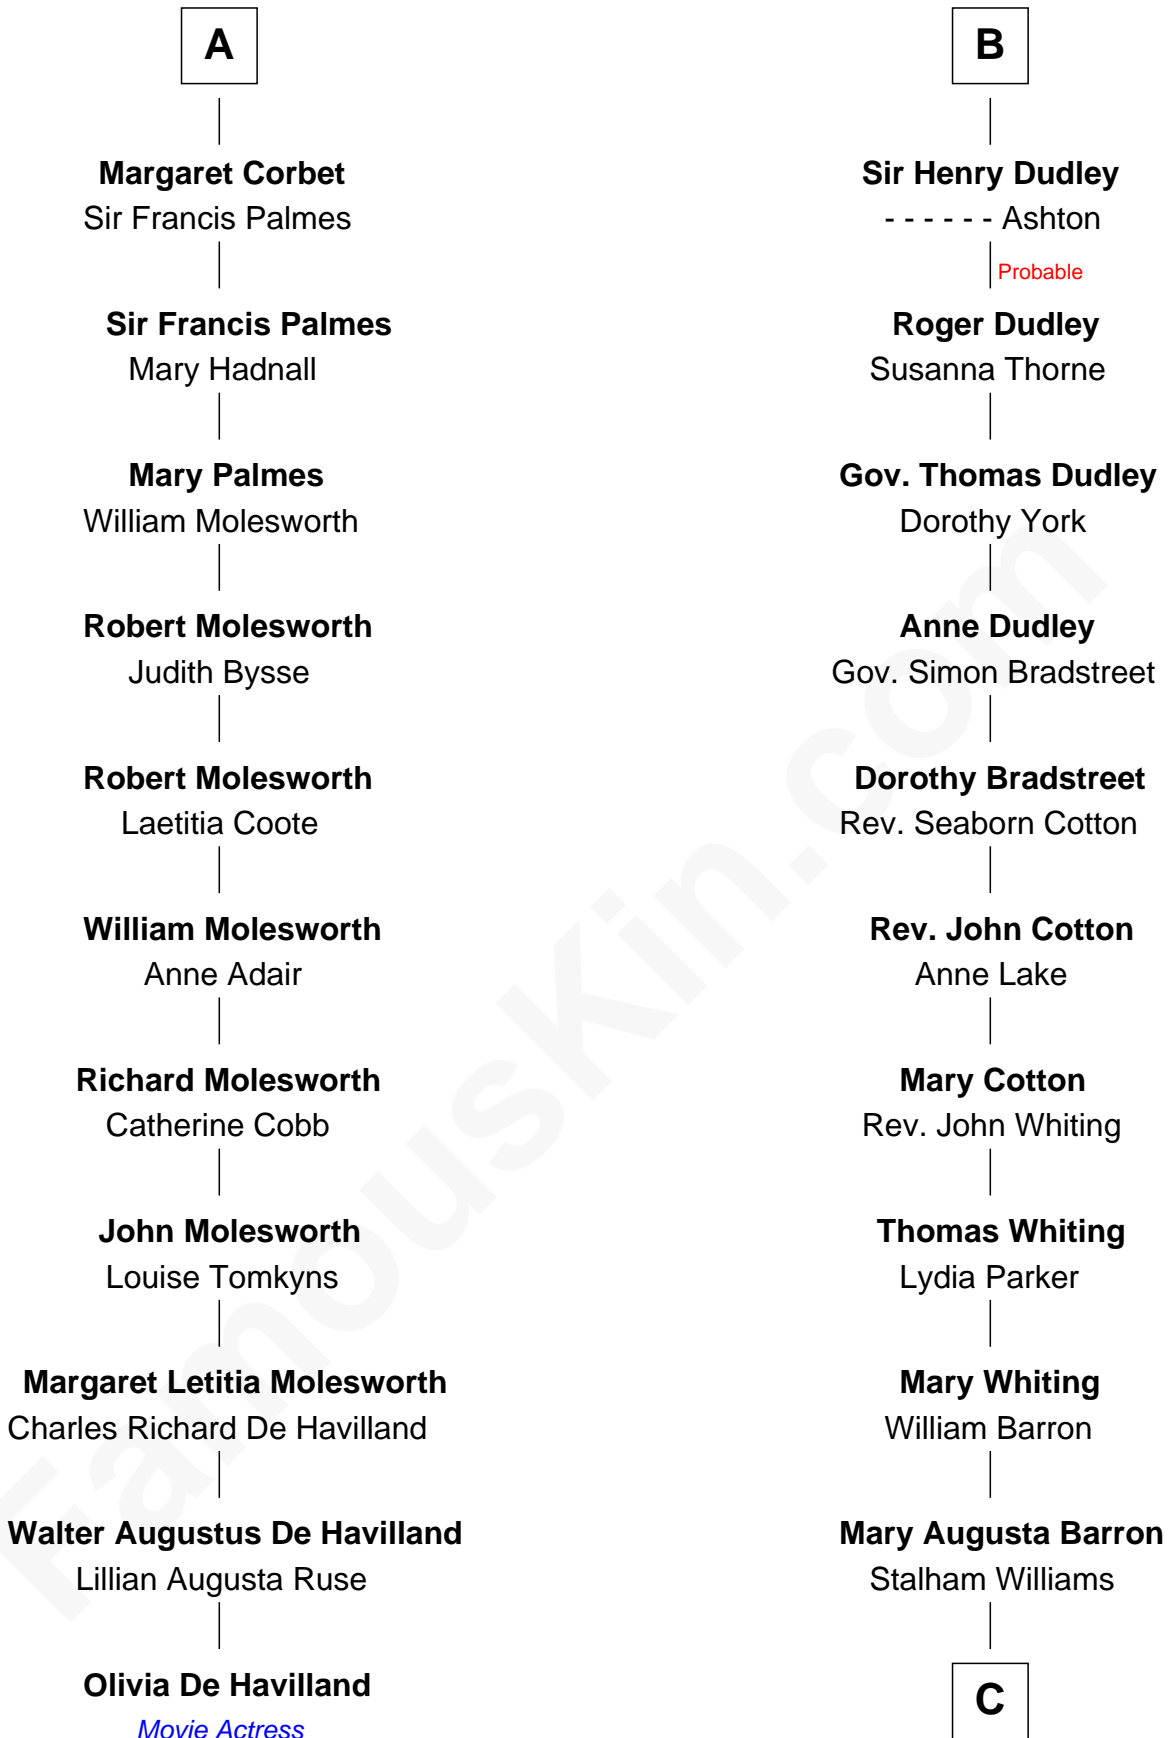 A
Margaret Corbet
Sir Francis Palmes
Sir Francis Palmes
Mary Hadnall
Mary Palmes
William Molesworth
Robert Molesworth
Judith Bysse
Robert Molesworth
Laetitia Coote
William Molesworth
Anne Adair
Richard Molesworth
Catherine Cobb
John Molesworth
Louise Tomkyns
Margaret Letitia Molesworth
Charles Richard De Havilland
Walter Augustus De Havilland
Lillian Augusta Ruse
Olivia De Havilland
Movie Actress
B
Sir Henry Dudley
- - - - - - Ashton
Probable
Roger Dudley
Susanna Thorne
Gov. Thomas Dudley
Dorothy York
Anne Dudley
Gov. Simon Bradstreet
Dorothy Bradstreet
Rev. Seaborn Cotton
Rev. John Cotton
Anne Lake
Mary Cotton
Rev. John Whiting
Thomas Whiting
Lydia Parker
Mary Whiting
William Barron
Mary Augusta Barron
Stalham Williams
C
FamousKin.com